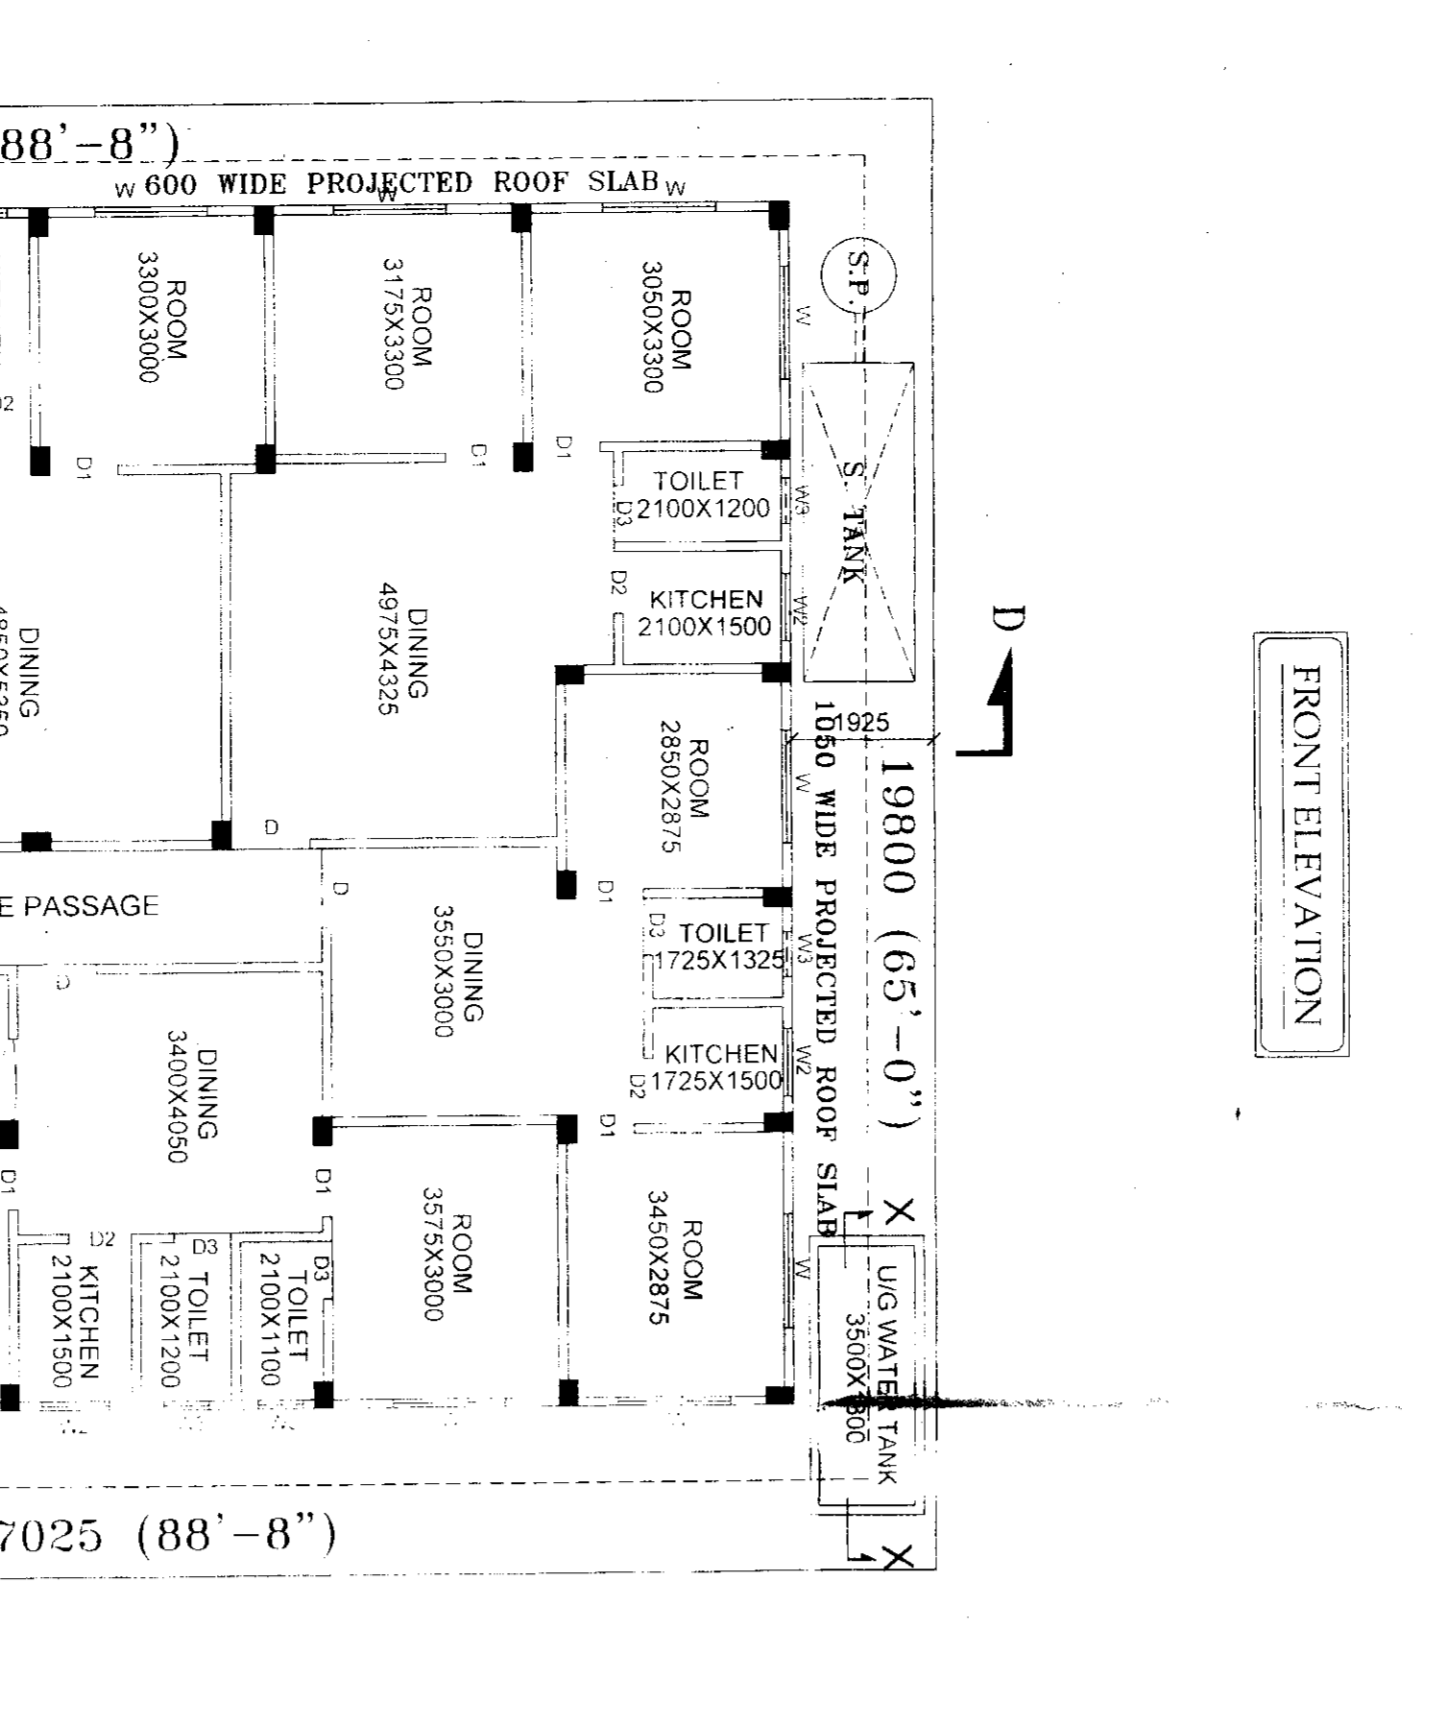 88'-8")
W 600 WIDE PROJECTED ROOF SLAB W
W
ROOM
3300X3000
ROOM
3175X3300
ROOM
3050X3300
W
S.P.
D2
D1
D1
D1
TOILET
2100X1200
D3
W3
S. TANK
D2
KITCHEN
2100X1500
W2
DINING
DINING
4975X4325
D
ROOM
2850X2875
W
1925
1050 WIDE PROJECTED ROOF SLAB
19800 (65'-0")
FRONT ELEVATION
D
D
E PASSAGE
D
D1
D3
TOILET
1725X1325
W3
DINING
3550X3000
DINING
3400X4050
KITCHEN
1725X1500
W2
D2
D1
D1
D1
ROOM
3575X3000
ROOM
3450X2875
W
X
D2
D3
D3
KITCHEN
2100X1500
TOILET
2100X1200
TOILET
2100X1100
U/G WATER TANK
7025 (88'-8")
X